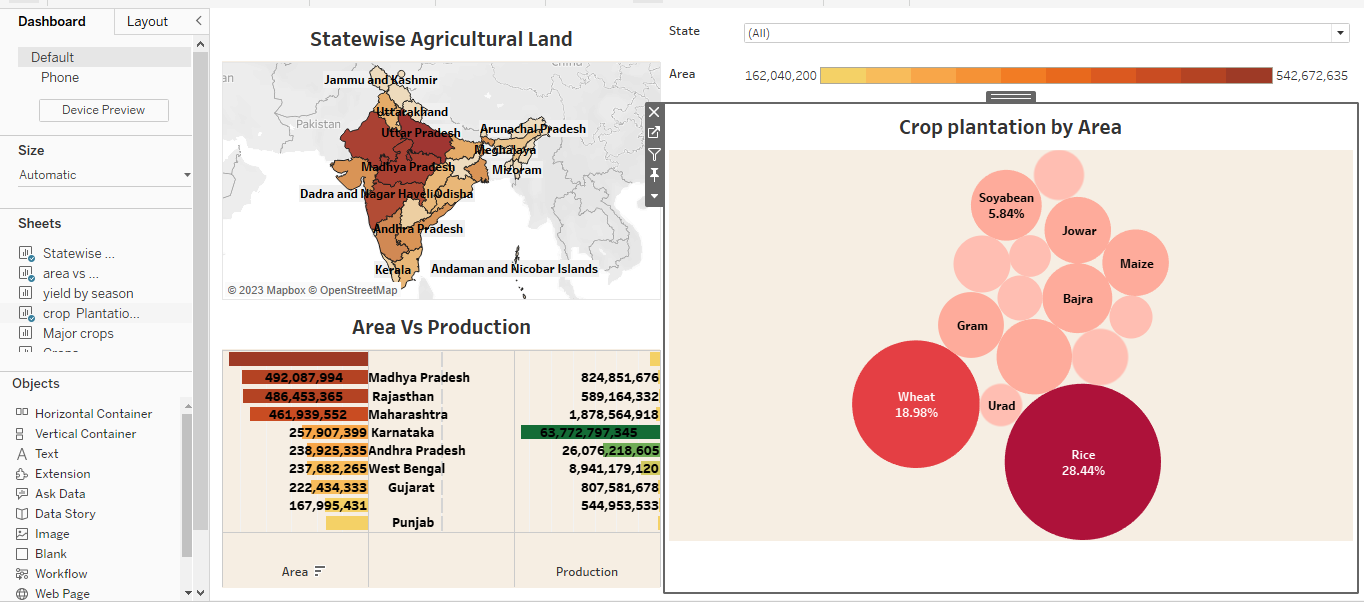 Dashboard
Layout
Default
Phone
Device Preview
Size
Automatic
Sheets
Statewise ...
area vs ...
yield by season
crop Plantatio...
Major crops
Objects
Horizontal Container
Vertical Container
Text
Extension
Ask Data
Data Story
Image
Blank
Workflow
Web Page
Statewise Agricultural Land
China
Pakistan
Jammu and Kashmir
Uttarakhand
Uttar Pradesh
Arunachal Pradesh
Meghalaya
Madhya Pradesh
Mizoram
Dadra and Nagar Haveli
Odisha
Andhra Pradesh
Kerala
Andaman and Nicobar Islands
© 2023 Mapbox © OpenStreetMap
Area Vs Production
492,087,994 Madhya Pradesh 824,851,676
486,453,365 Rajasthan 589,164,332
461,939,552 Maharashtra 1,878,564,918
257,907,399 Karnataka 63,772,797,345
238,925,335 Andhra Pradesh 26,076,218,605
237,682,265 West Bengal 8,941,179,120
222,434,333 Gujarat 807,581,678
167,995,431 544,953,533
Punjab
Area Production
State (All)
Area 162,040,200 542,672,635
Crop plantation by Area
Soyabean
5.84%
Jowar
Maize
Bajra
Gram
Wheat
18.98%
Urad
Rice
28.44%